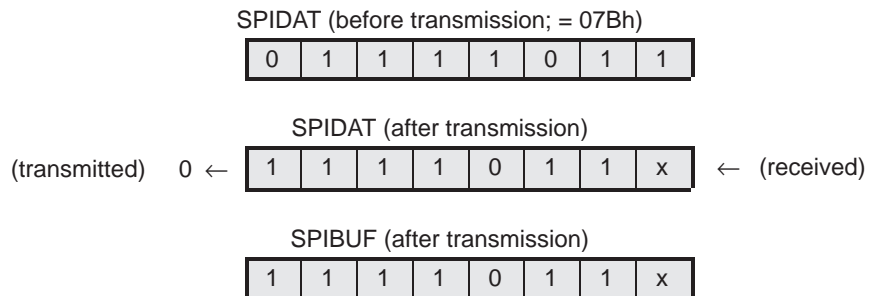 SPIDAT (before transmission; = 07Bh)
0 1 1 1 1 0 1 1
SPIDAT (after transmission)
(transmitted) 0 ← 1 1 1 1 0 1 1 x ← (received)
SPIBUF (after transmission)
1 1 1 1 0 1 1 x